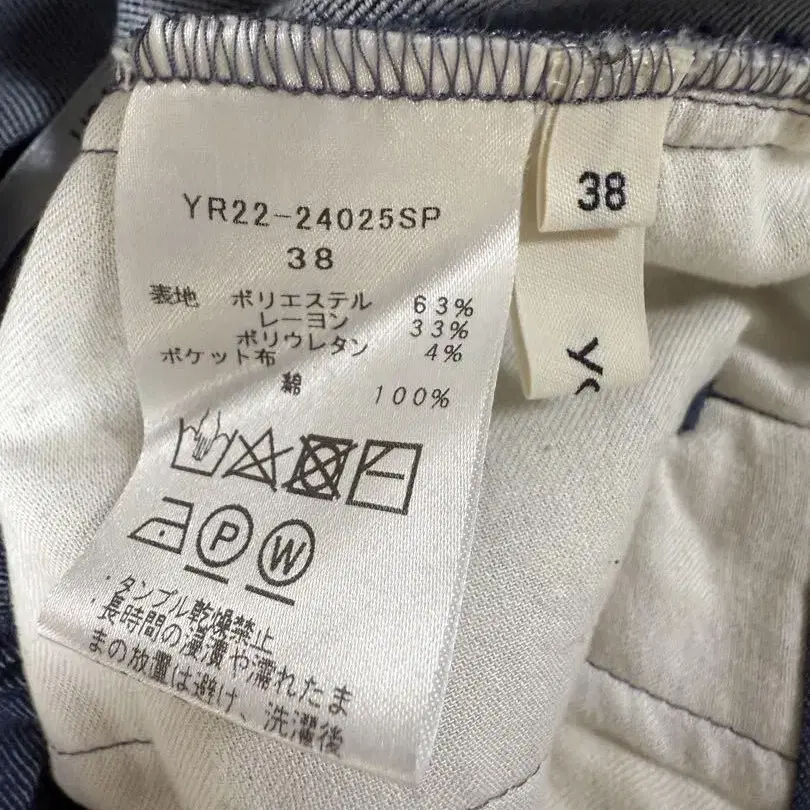 YR22-24025SP
38
表地 ポリエステル 63%
レーヨン 33%
ポリウレタン 4%
ポケット布
綿 100%
P W
・タンブル乾燥禁止
・長時間の浸漬や濡れたま
まの放置は避け、洗濯後
38
YO